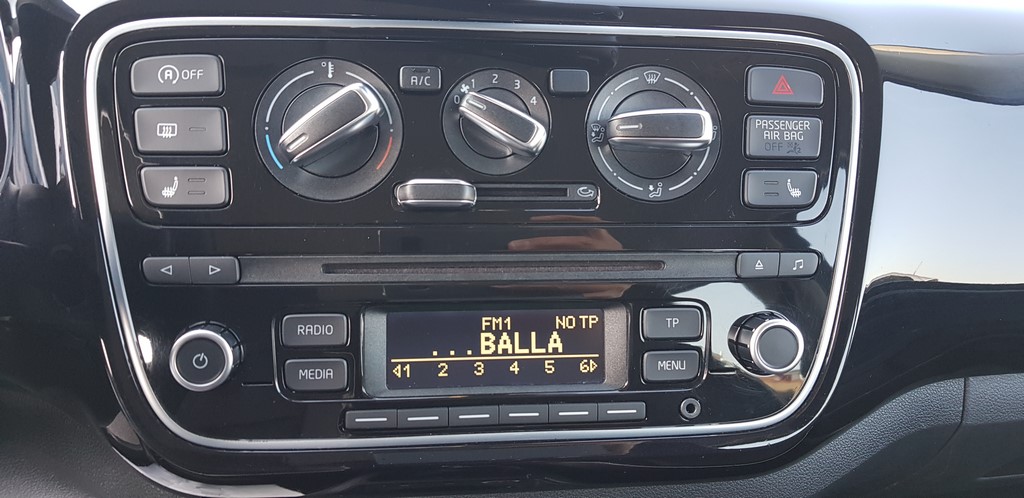 A OFF
A/C
0 1 2 3 4
PASSENGER
AIR BAG
OFF
RADIO
MEDIA
FM1 NO TP
...BALLA
1 2 3 4 5 6
TP
MENU